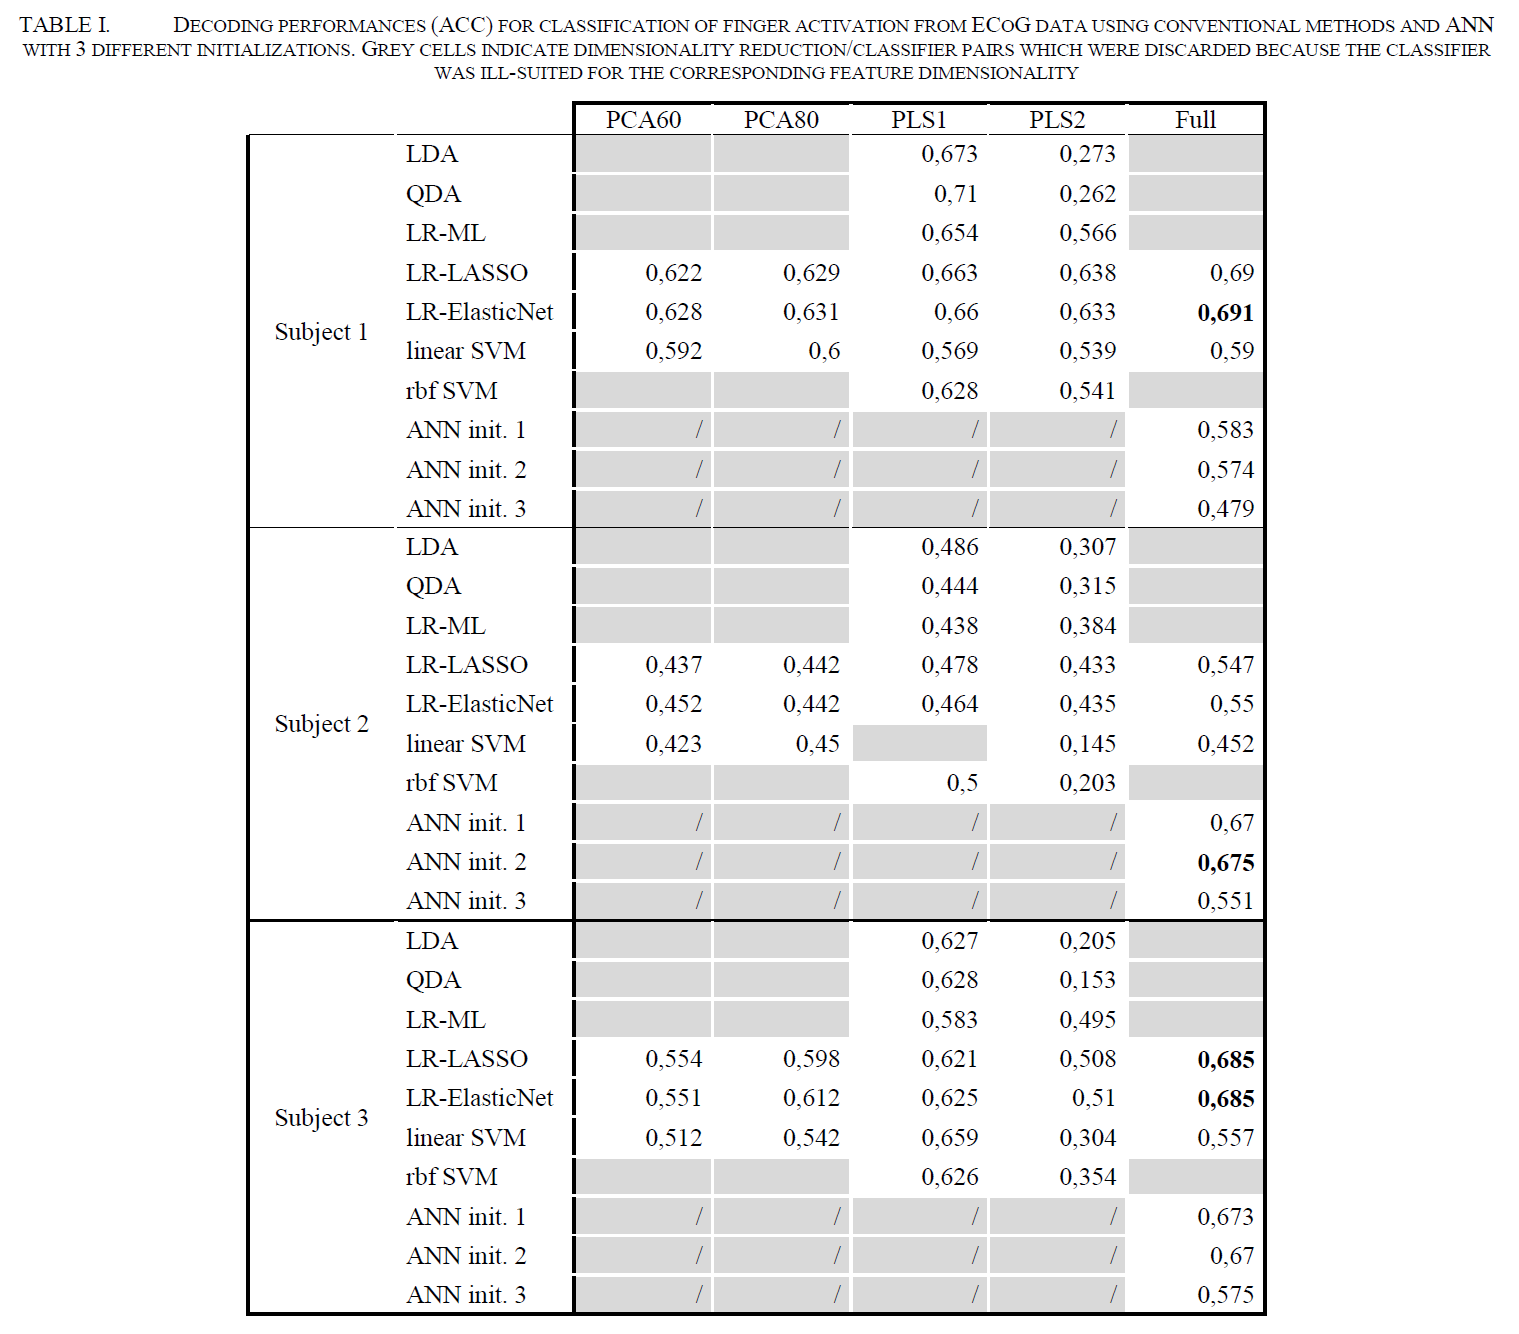 TABLE I. DECODING PERFORMANCES (ACC) FOR CLASSIFICATION OF FINGER ACTIVATION FROM ECOG DATA USING CONVENTIONAL METHODS AND ANN
WITH 3 DIFFERENT INITIALIZATIONS. GREY CELLS INDICATE DIMENSIONALITY REDUCTION/CLASSIFIER PAIRS WHICH WERE DISCARDED BECAUSE THE CLASSIFIER
WAS ILL-SUITED FOR THE CORRESPONDING FEATURE DIMENSIONALITY
PCA60 PCA80 PLS1 PLS2 Full
Subject 1
LDA 0,673 0,273
QDA 0,71 0,262
LR-ML 0,654 0,566
LR-LASSO 0,622 0,629 0,663 0,638 0,69
LR-ElasticNet 0,628 0,631 0,66 0,633 0,691
linear SVM 0,592 0,6 0,569 0,539 0,59
rbf SVM 0,628 0,541
ANN init. 1 / / / / 0,583
ANN init. 2 / / / / 0,574
ANN init. 3 / / / / 0,479
Subject 2
LDA 0,486 0,307
QDA 0,444 0,315
LR-ML 0,438 0,384
LR-LASSO 0,437 0,442 0,478 0,433 0,547
LR-ElasticNet 0,452 0,442 0,464 0,435 0,55
linear SVM 0,423 0,45 0,145 0,452
rbf SVM 0,5 0,203
ANN init. 1 / / / / 0,67
ANN init. 2 / / / / 0,675
ANN init. 3 / / / / 0,551
Subject 3
LDA 0,627 0,205
QDA 0,628 0,153
LR-ML 0,583 0,495
LR-LASSO 0,554 0,598 0,621 0,508 0,685
LR-ElasticNet 0,551 0,612 0,625 0,51 0,685
linear SVM 0,512 0,542 0,659 0,304 0,557
rbf SVM 0,626 0,354
ANN init. 1 / / / / 0,673
ANN init. 2 / / / / 0,67
ANN init. 3 / / / / 0,575